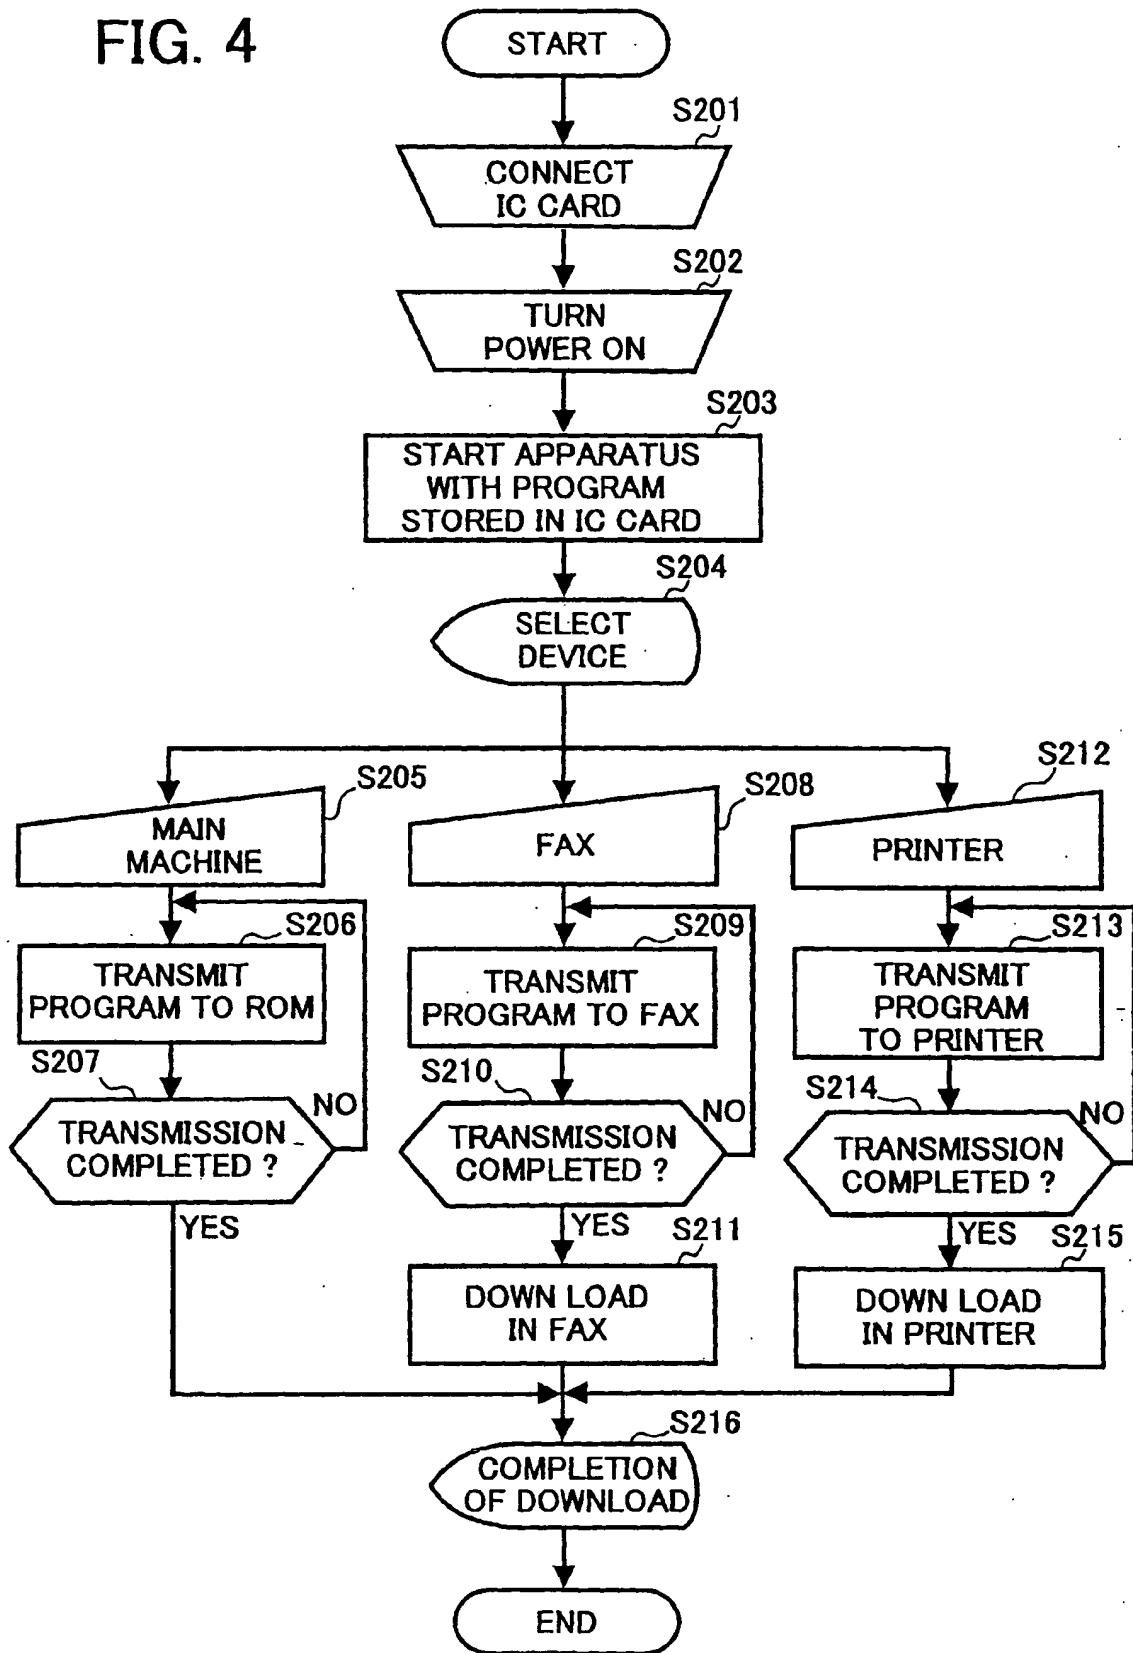 FIG. 4
START
S201
CONNECT
IC CARD
S202
TURN
POWER ON
S203
START APPARATUS
WITH PROGRAM
STORED IN IC CARD
S204
SELECT
DEVICE
S205
MAIN
MACHINE
S208
FAX
S212
PRINTER
S206
TRANSMIT
PROGRAM TO ROM
S209
TRANSMIT
PROGRAM TO FAX
S213
TRANSMIT
PROGRAM
TO PRINTER
S207
TRANSMISSION
COMPLETED ?
NO
YES
S210
TRANSMISSION
COMPLETED ?
NO
YES
S214
TRANSMISSION
COMPLETED ?
NO
YES
S211
DOWN LOAD
IN FAX
S215
DOWN LOAD
IN PRINTER
S216
COMPLETION
OF DOWNLOAD
END